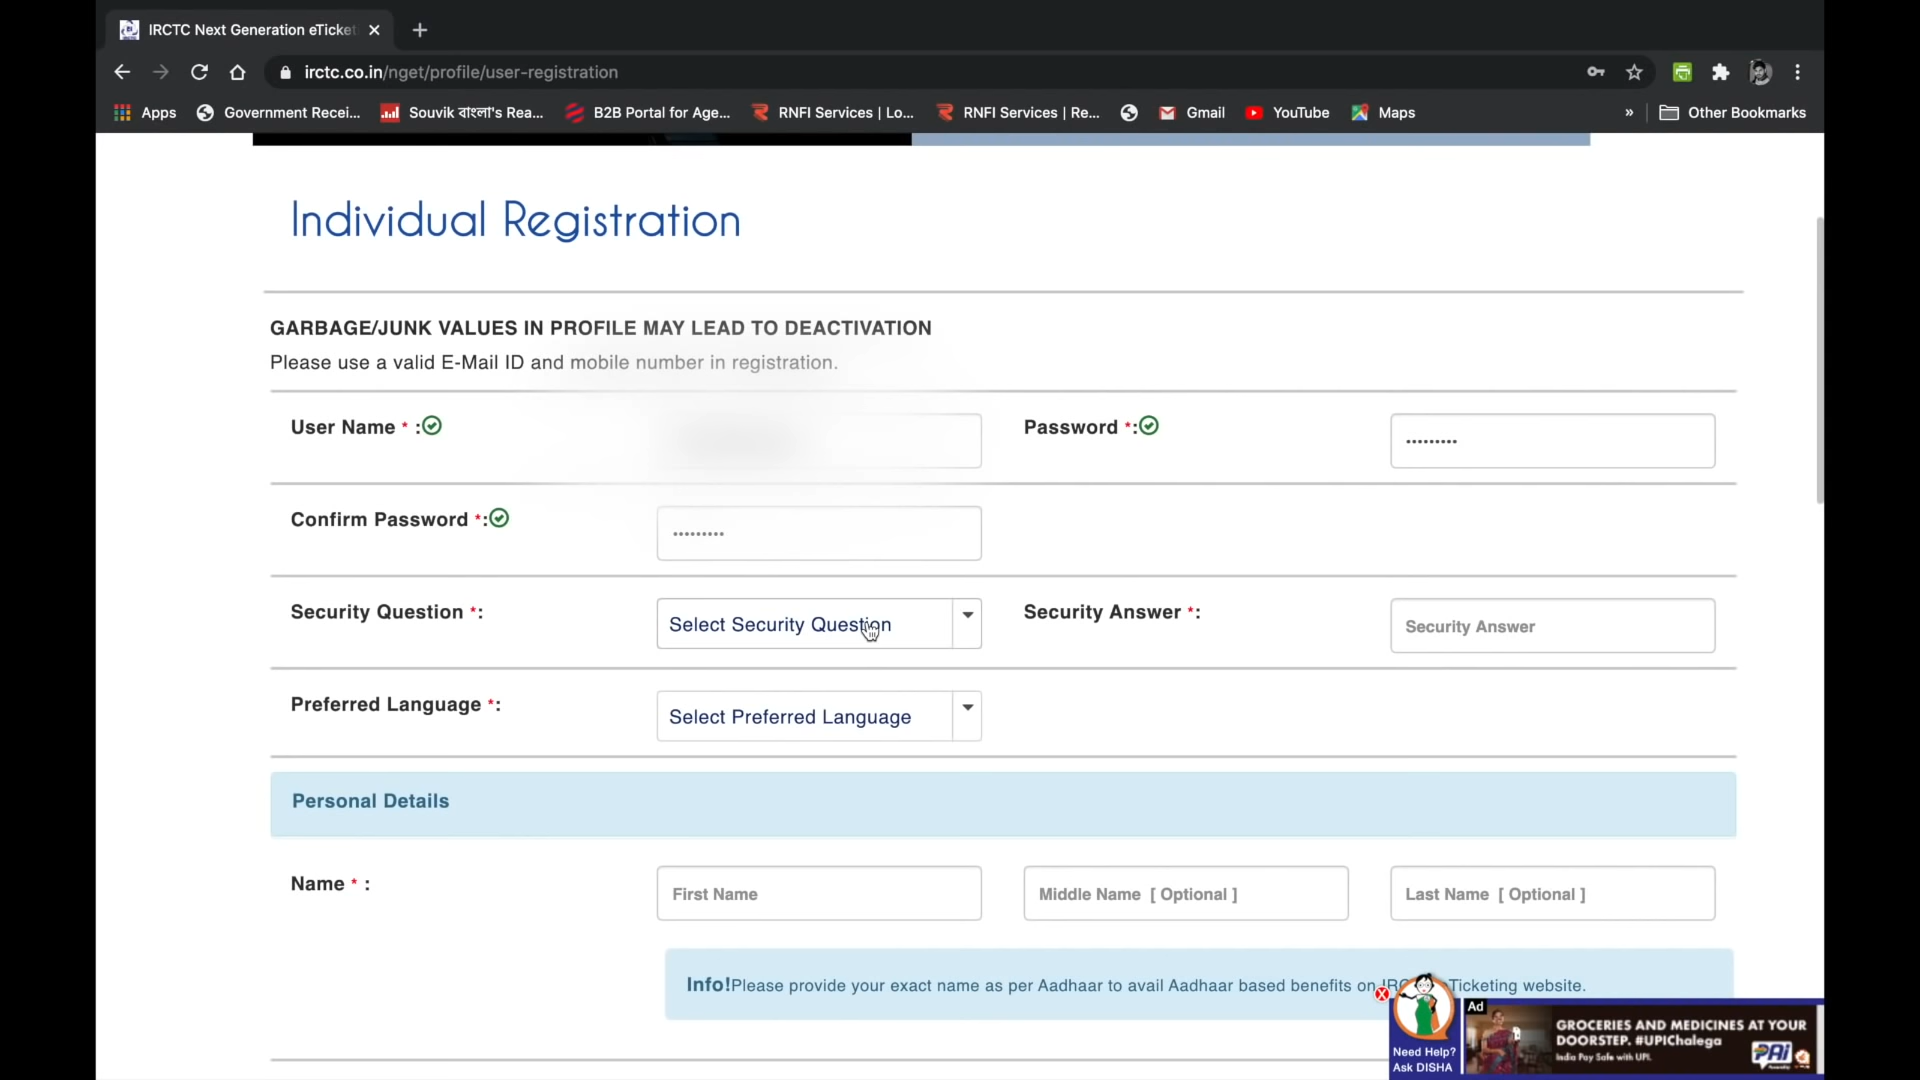 IRCTC Next Generation eTicket
irctc.co.in/nget/profile/user-registration
Apps Government Recei... Souvik বাংলা's Rea... B2B Portal for Age... RNFI Services | Lo... RNFI Services | Re... Gmail YouTube Maps » Other Bookmarks
Individual Registration
GARBAGE/JUNK VALUES IN PROFILE MAY LEAD TO DEACTIVATION
Please use a valid E-Mail ID and mobile number in registration.
User Name * : Password *: •••••••••
Confirm Password *: •••••••••
Security Question *: Select Security Question Security Answer *: Security Answer
Preferred Language *: Select Preferred Language
Personal Details
Name * : First Name Middle Name [ Optional ] Last Name [ Optional ]
Info!Please provide your exact name as per Aadhaar to avail Aadhaar based benefits on Ticketing website.
Need Help?
Ask DISHA
Ad
GROCERIES AND MEDICINES AT YOUR
DOORSTEP. #UPIChalega
India Pay Safe with UPI.